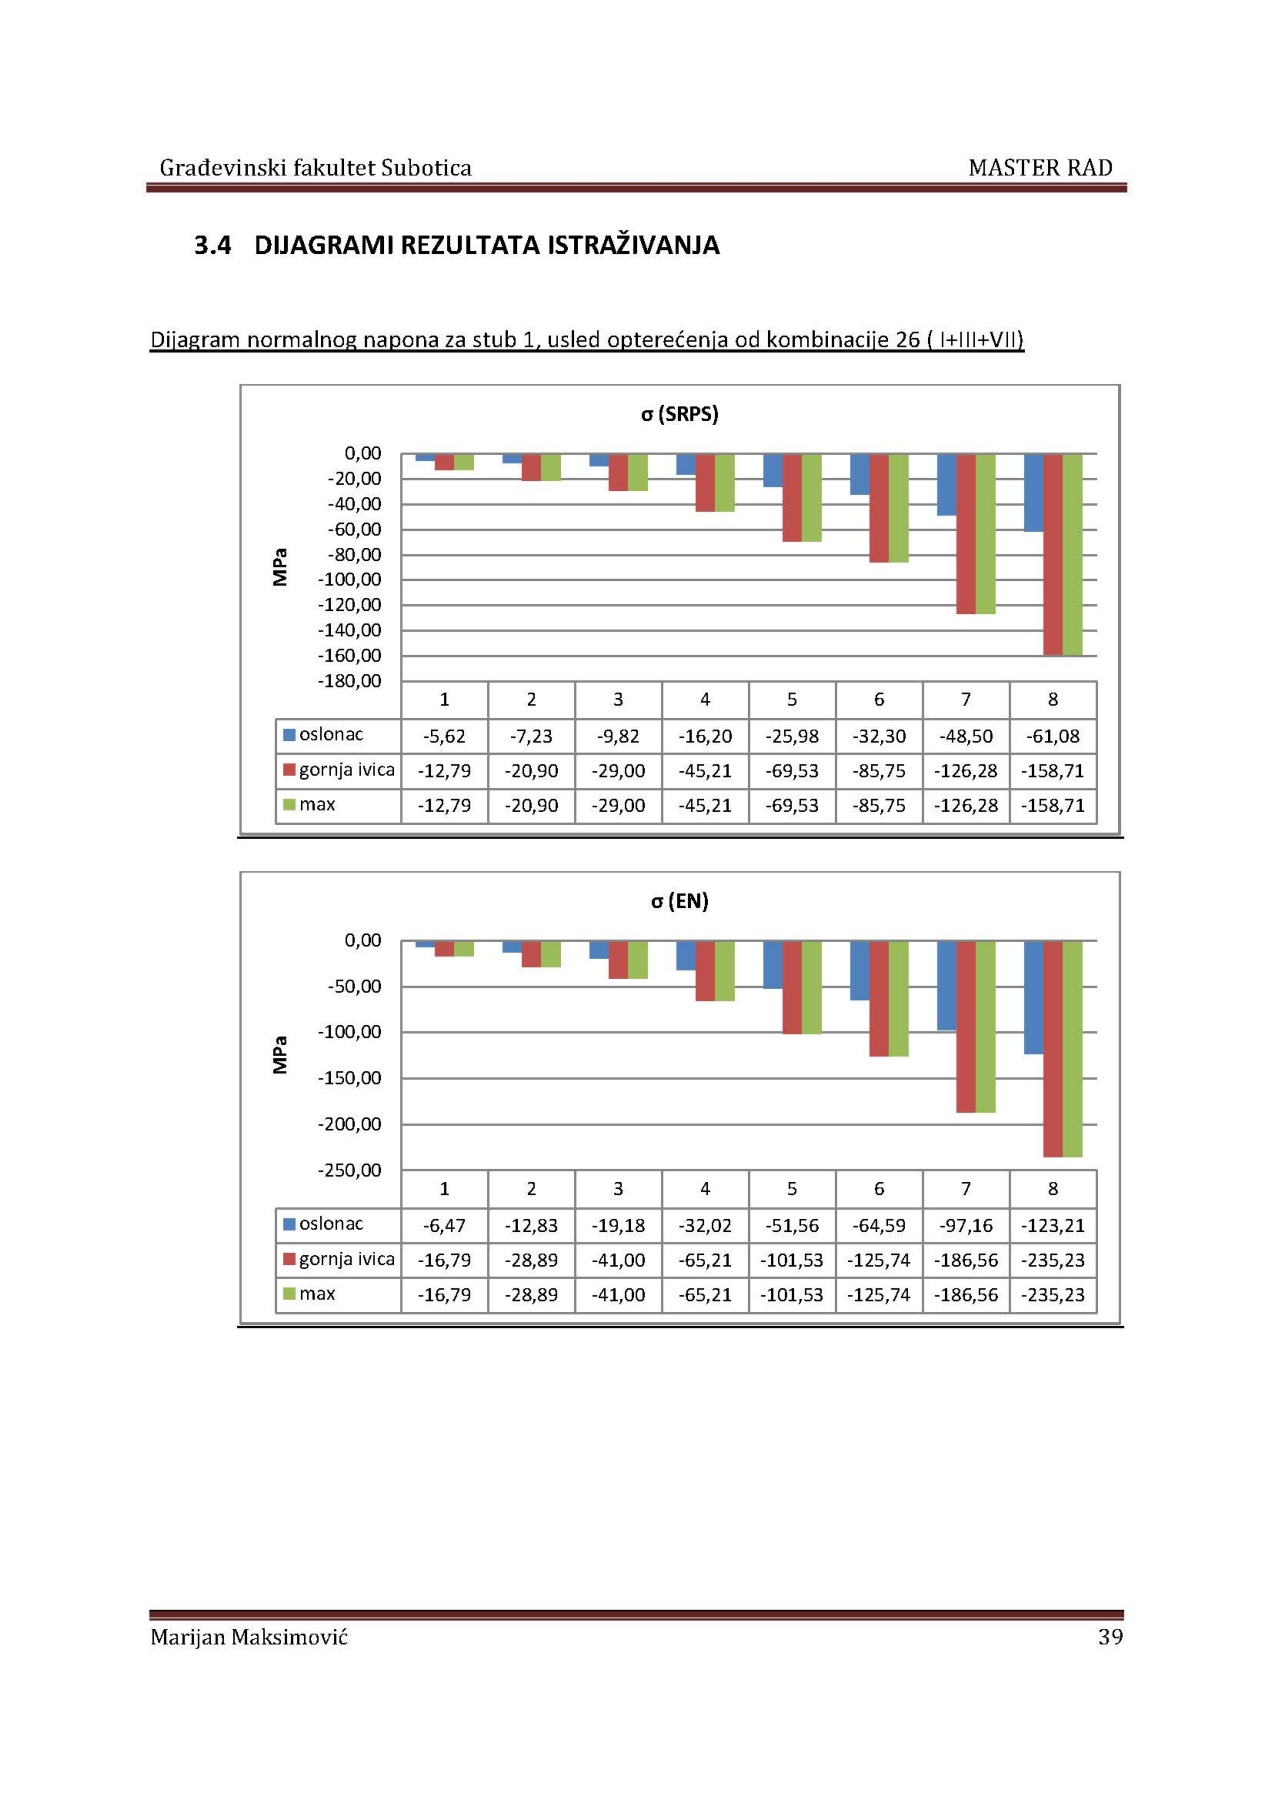 Građevinski fakultet Subotica MASTER RAD
3.4 DIJAGRAMI REZULTATA ISTRAŽIVANJA
Dijagram normalnog napona za stub 1, usled opterećenja od kombinacije 26 ( I+III+VII)
σ (SRPS)
0,00
-20,00
-40,00
-60,00
-80,00
-100,00
-120,00
-140,00
-160,00
-180,00
MPa
1 2 3 4 5 6 7 8
oslonac -5,62 -7,23 -9,82 -16,20 -25,98 -32,30 -48,50 -61,08
gornja ivica -12,79 -20,90 -29,00 -45,21 -69,53 -85,75 -126,28 -158,71
max -12,79 -20,90 -29,00 -45,21 -69,53 -85,75 -126,28 -158,71
σ (EN)
0,00
-50,00
-100,00
-150,00
-200,00
-250,00
MPa
1 2 3 4 5 6 7 8
oslonac -6,47 -12,83 -19,18 -32,02 -51,56 -64,59 -97,16 -123,21
gornja ivica -16,79 -28,89 -41,00 -65,21 -101,53 -125,74 -186,56 -235,23
max -16,79 -28,89 -41,00 -65,21 -101,53 -125,74 -186,56 -235,23
Marijan Maksimović 39